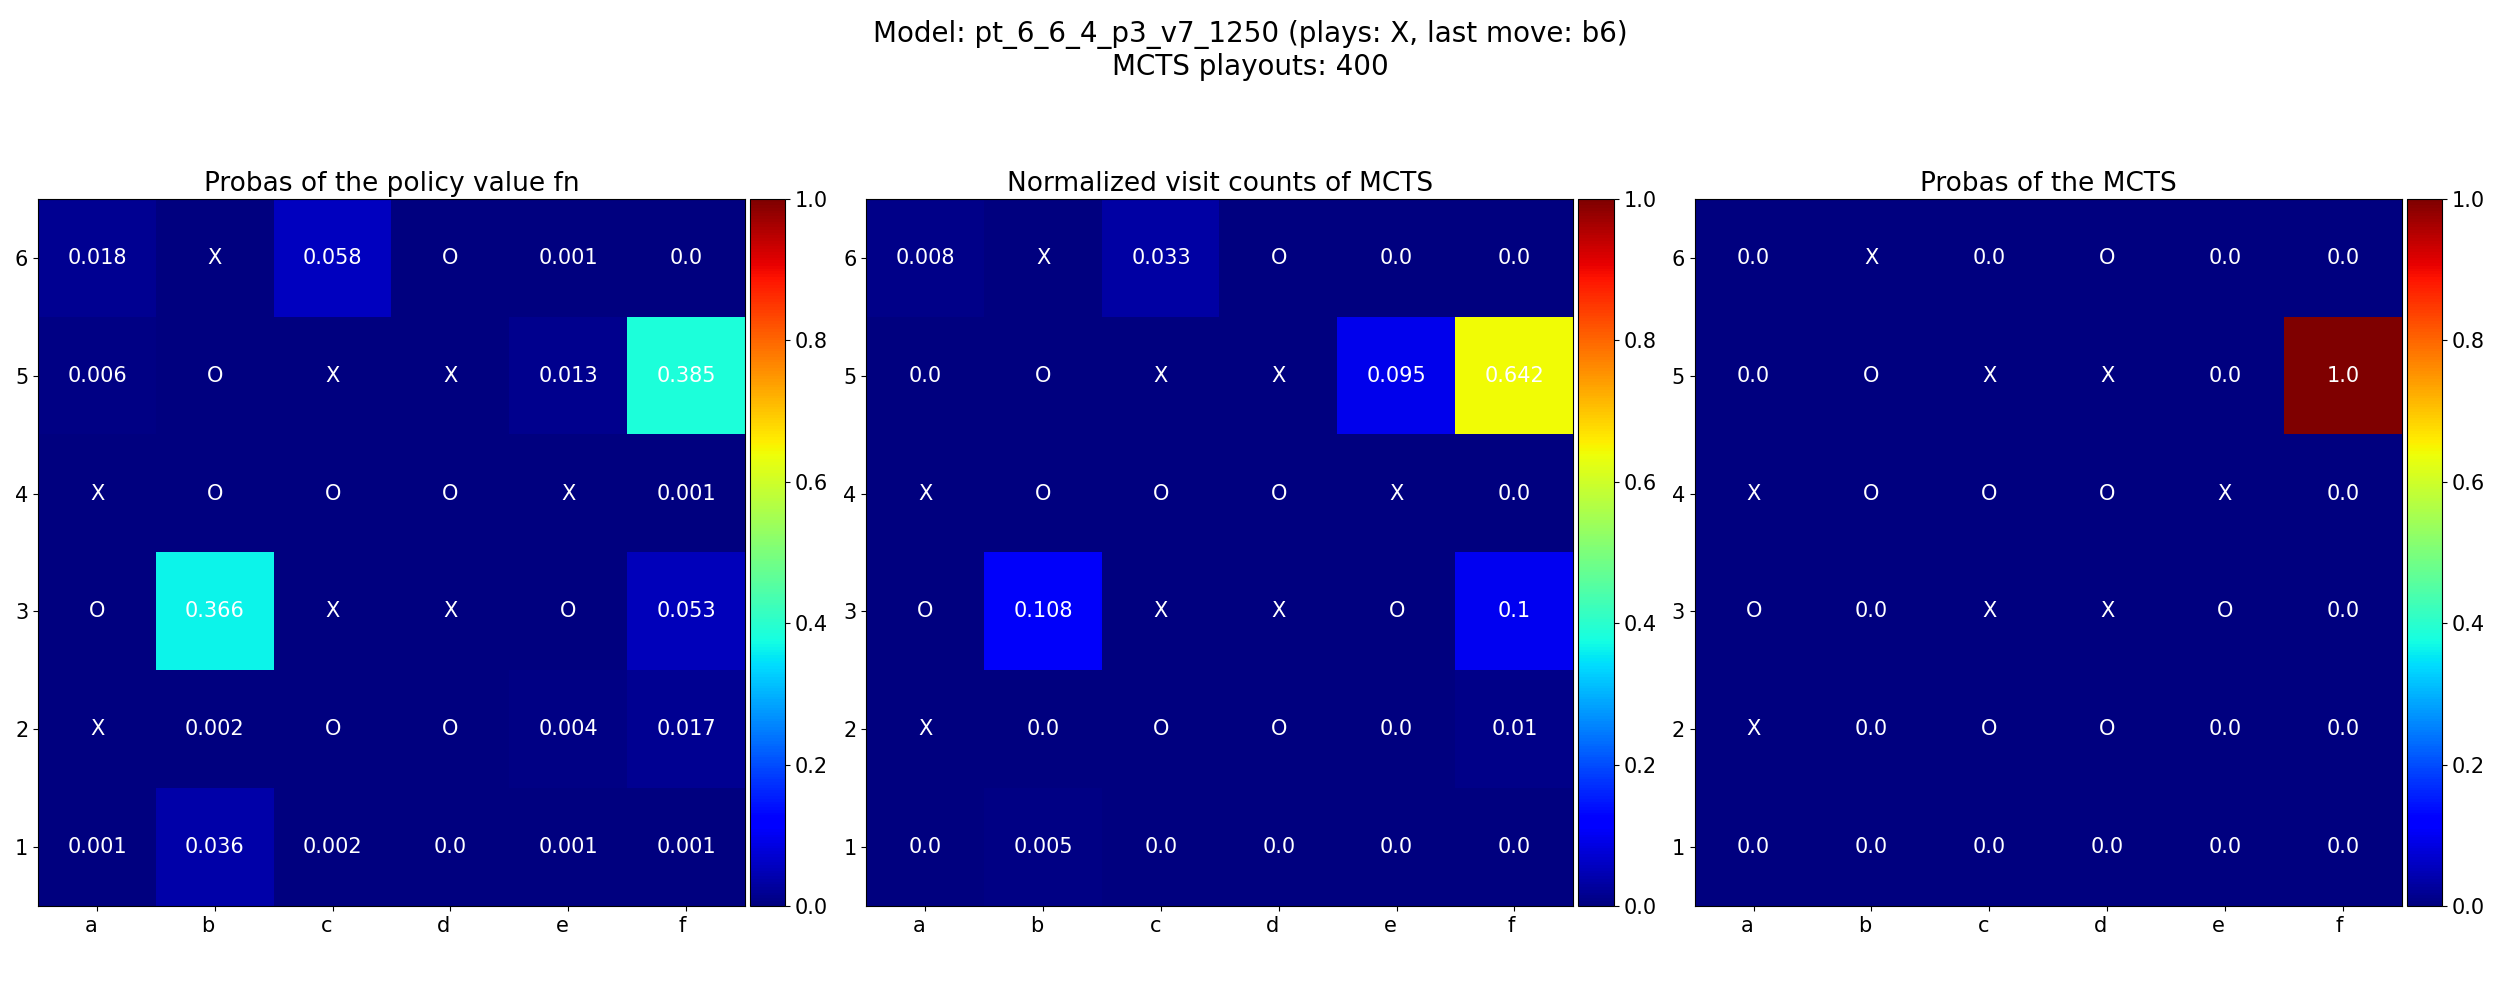 Model: pt_6_6_4_p3_v7_1250 (plays: X, last move: b6)
MCTS playouts: 400
Probas of the policy value fn
6 0.018 X 0.058 O 0.001 0.0
5 0.006 O X X 0.013 0.385
4 X O O O X 0.001
3 O 0.366 X X O 0.053
2 X 0.002 O O 0.004 0.017
1 0.001 0.036 0.002 0.0 0.001 0.001
a b c d e f
1.0
0.8
0.6
0.4
0.2
0.0
Normalized visit counts of MCTS
6 0.008 X 0.033 O 0.0 0.0
5 0.0 O X X 0.095 0.642
4 X O O O X 0.0
3 O 0.108 X X O 0.1
2 X 0.0 O O 0.0 0.01
1 0.0 0.005 0.0 0.0 0.0 0.0
a b c d e f
1.0
0.8
0.6
0.4
0.2
0.0
Probas of the MCTS
6 0.0 X 0.0 O 0.0 0.0
5 0.0 O X X 0.0 1.0
4 X O O O X 0.0
3 O 0.0 X X O 0.0
2 X 0.0 O O 0.0 0.0
1 0.0 0.0 0.0 0.0 0.0 0.0
a b c d e f
1.0
0.8
0.6
0.4
0.2
0.0